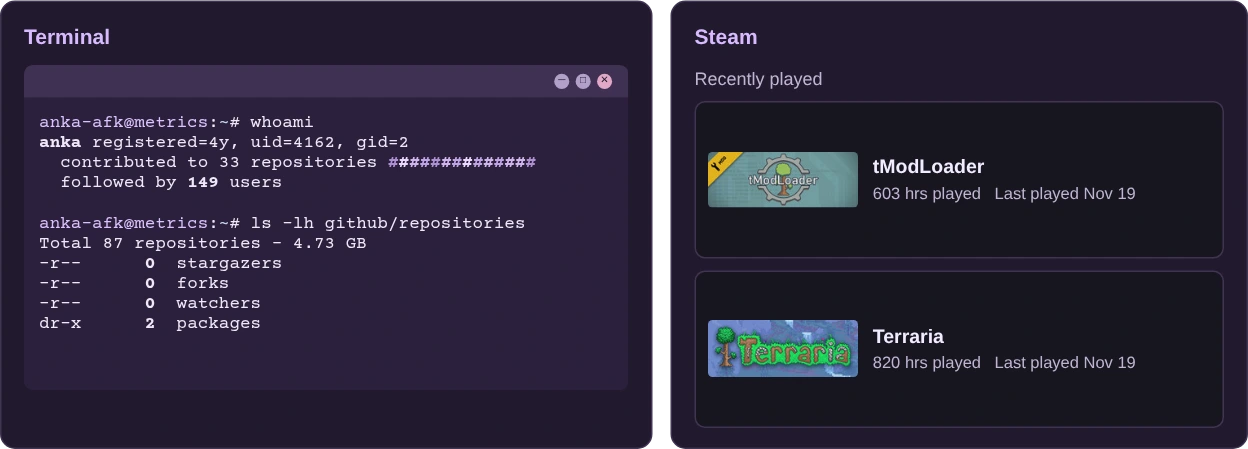 Terminal
anka-afk@metrics:~# whoami
anka registered=4y, uid=4162, gid=2
contributed to 33 repositories ##############
followed by 149 users
anka-afk@metrics:~# ls -lh github/repositories
Total 87 repositories - 4.73 GB
-r-- 0 stargazers
-r-- 0 forks
-r-- 0 watchers
dr-x 2 packages
Steam
Recently played
tModLoader
tModLoader
603 hrs played Last played Nov 19
Terraria
Terraria
820 hrs played Last played Nov 19